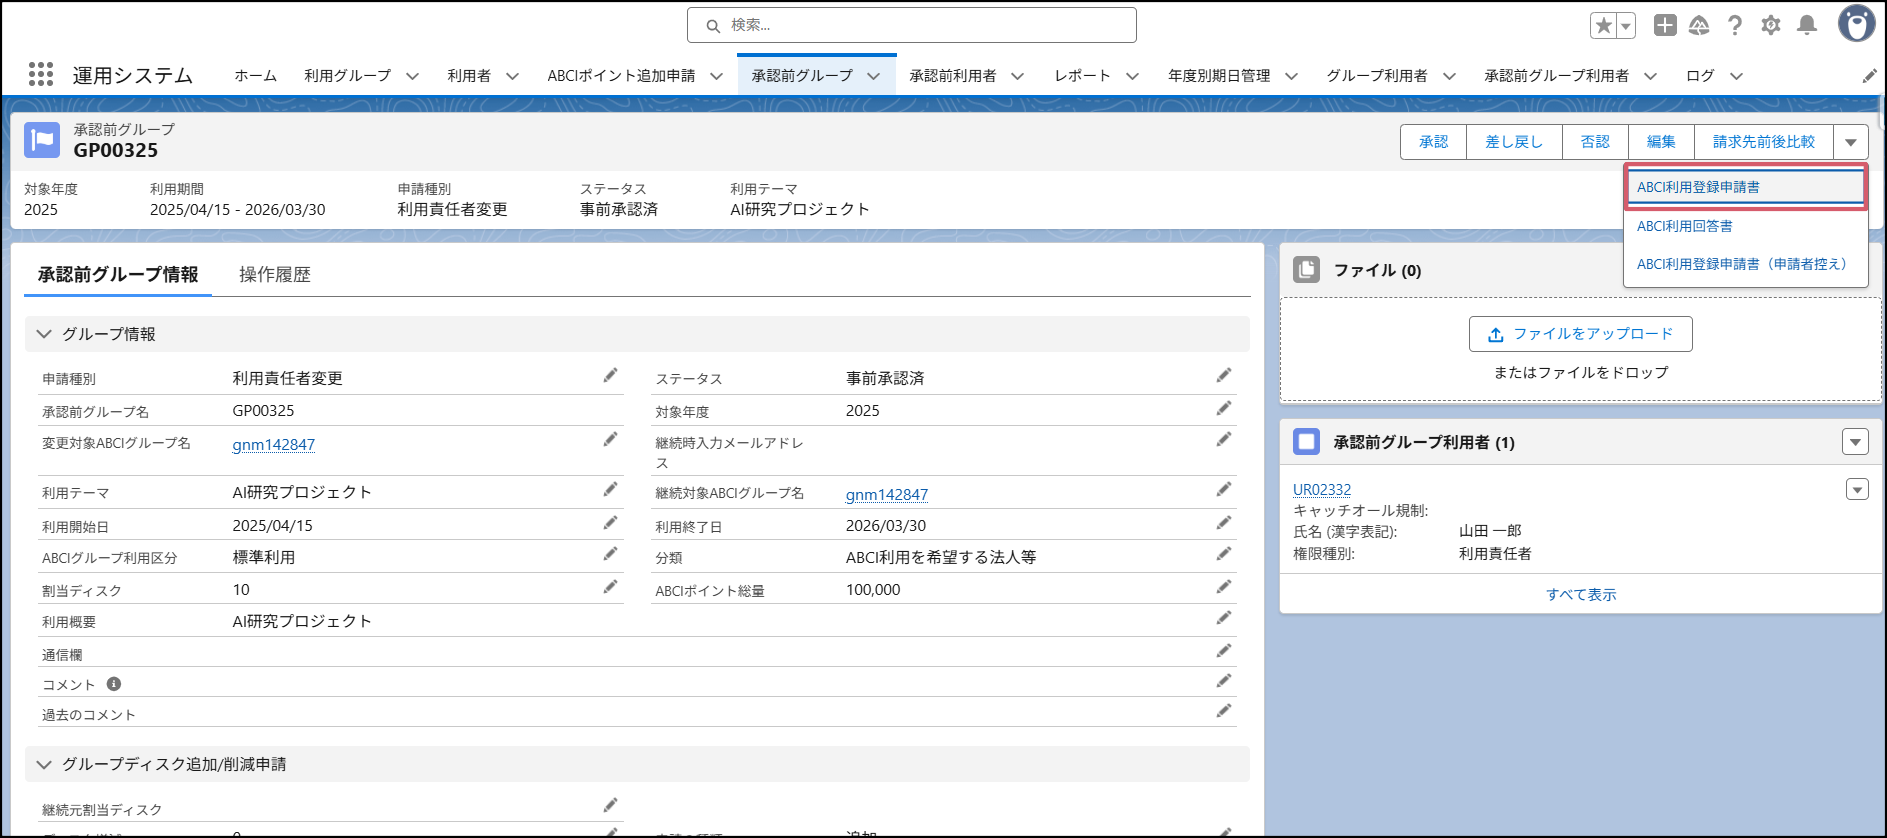 検索...
運用システム
ホーム 利用グループ 利用者 ABCIポイント追加申請 承認前グループ 承認前利用者 レポート 年度別期日管理 グループ利用者 承認前グループ利用者 ログ
承認前グループ
GP00325
承認 差し戻し 否認 編集 請求先前後比較
対象年度 利用期間 申請種別 ステータス 利用テーマ
2025 2025/04/15 - 2026/03/30 利用責任者変更 事前承認済 AI研究プロジェクト
ABCI利用登録申請書
ABCI利用回答書
ABCI利用登録申請書（申請者控え）
承認前グループ情報 操作履歴
グループ情報
申請種別 利用責任者変更 ステータス 事前承認済
承認前グループ名 GP00325 対象年度 2025
変更対象ABCIグループ名 gnm142847 継続時入力メールアドレ
ス
利用テーマ AI研究プロジェクト 継続対象ABCIグループ名 gnm142847
利用開始日 2025/04/15 利用終了日 2026/03/30
ABCIグループ利用区分 標準利用 分類 ABCI利用を希望する法人等
割当ディスク 10 ABCIポイント総量 100,000
利用概要 AI研究プロジェクト
通信欄
コメント
過去のコメント
グループディスク追加/削減申請
継続元割当ディスク
ファイル (0)
ファイルをアップロード
またはファイルをドロップ
承認前グループ利用者 (1)
UR02332
キャッチオール規制:
氏名 (漢字表記): 山田 一郎
権限種別: 利用責任者
すべて表示